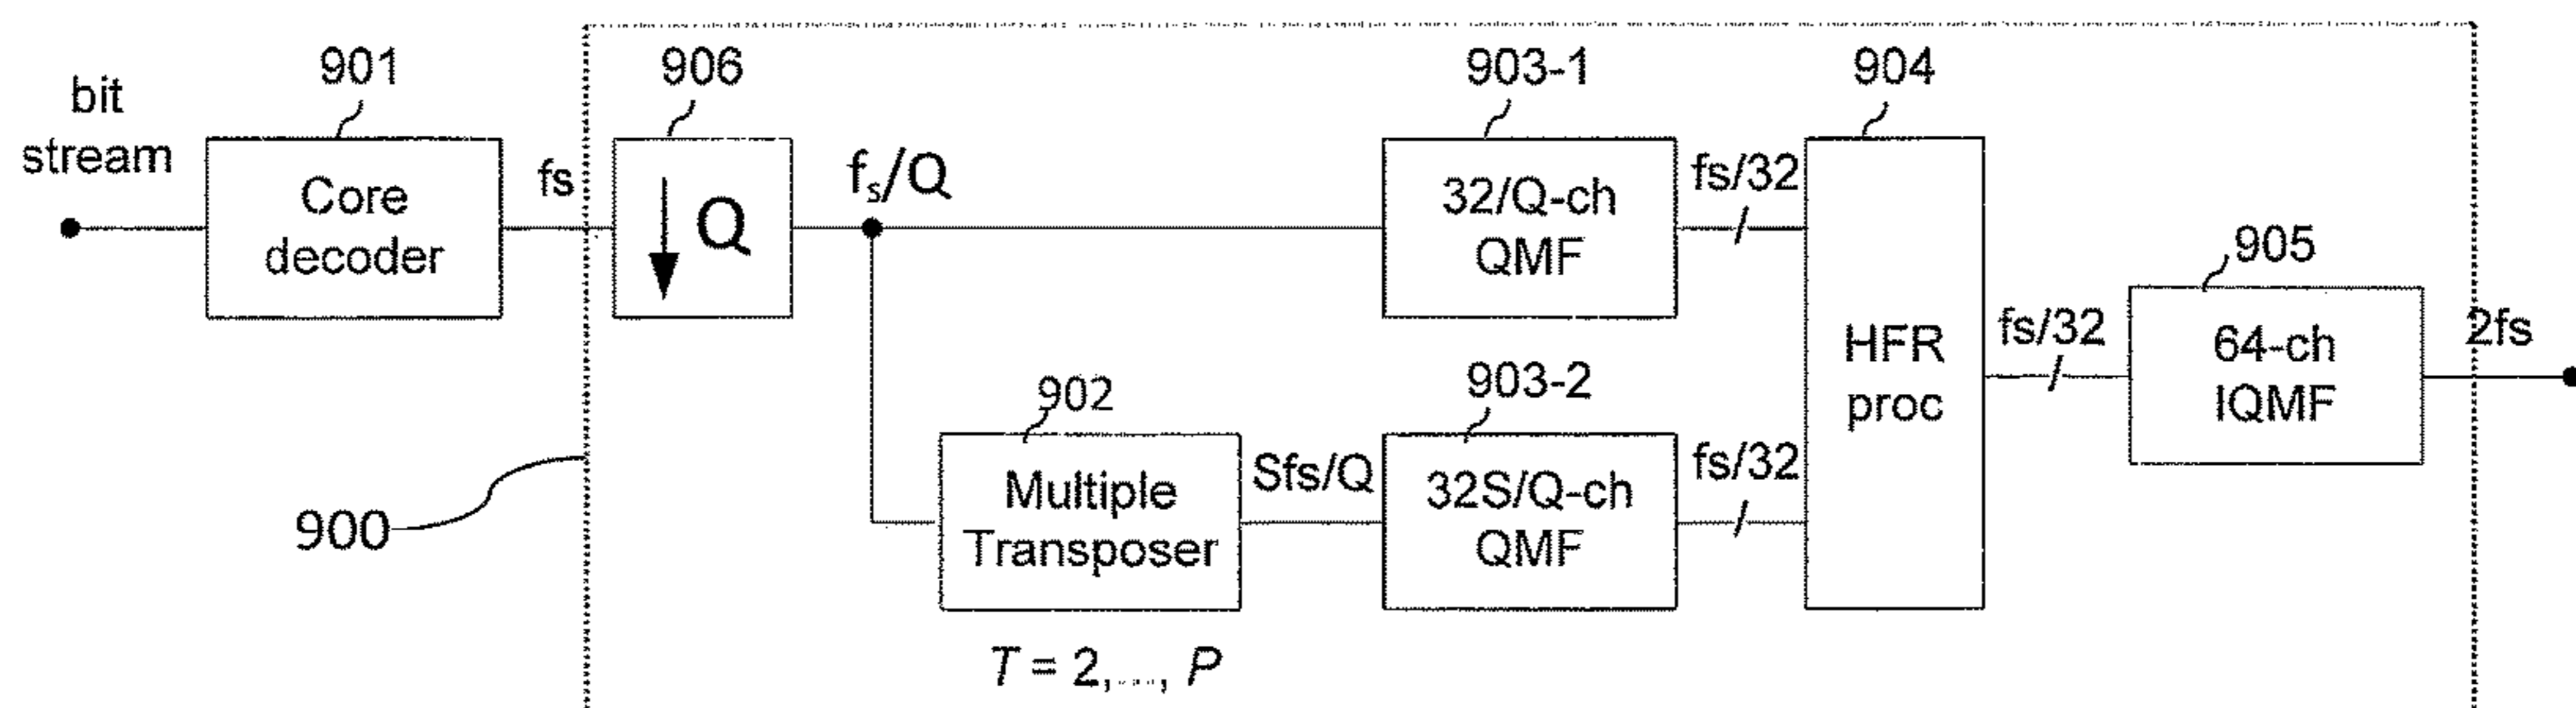 bit
stream
901
Core
decoder
fs
906
Q
fs/Q
903-1
32/Q-ch
QMF
fs/32
904
HFR
proc
902
Multiple
Transposer
T = 2,..., P
Sfs/Q
903-2
32S/Q-ch
QMF
fs/32
fs/32
905
64-ch
IQMF
2fs
900